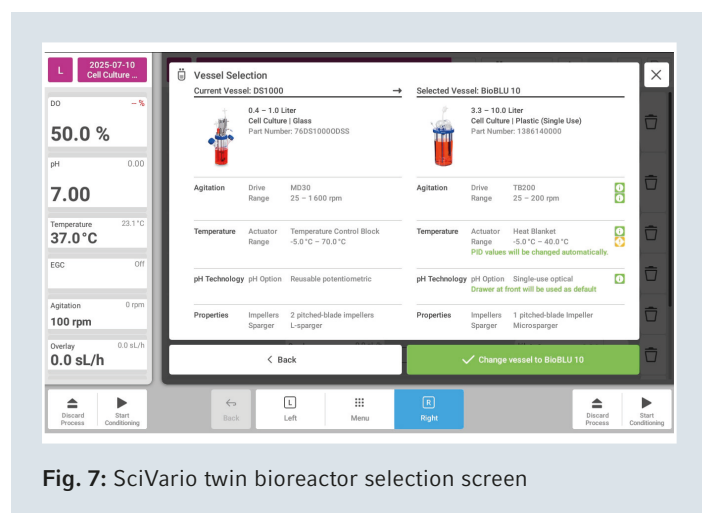 L
2025-07-10
Cell Culture ...
DO – %
50.0 %
pH 0.00
7.00
Temperature 23.1°C
37.0°C
EGC Off
Agitation 0 rpm
100 rpm
Overlay 0.0 sL/h
0.0 sL/h
Vessel Selection
Current Vessel: DS1000 →
0.4 – 1.0 Liter
Cell Culture | Glass
Part Number: 76DS1000ODSS
Agitation Drive MD30
Range 25 – 1600 rpm
Temperature Actuator Temperature Control Block
Range -5.0°C – 70.0°C
pH Technology pH Option Reusable potentiometric
Properties Impellers 2 pitched-blade impellers
Sparger L-sparger
Selected Vessel: BioBLU 10
3.3 – 10.0 Liter
Cell Culture | Plastic (Single Use)
Part Number: 1386140000
Agitation Drive TB200
Range 25 – 200 rpm
Temperature Actuator Heat Blanket
Range -5.0°C – 40.0°C
PID values will be changed automatically.
pH Technology pH Option Single-use optical
Drawer at front will be used as default
Properties Impellers 1 pitched-blade Impeller
Sparger Microsparger
< Back
Change vessel to BioBLU 10
Discard
Process
Start
Conditioning
Back
L
Left
Menu
R
Right
Discard
Process
Start
Conditioning
Fig. 7: SciVario twin bioreactor selection screen